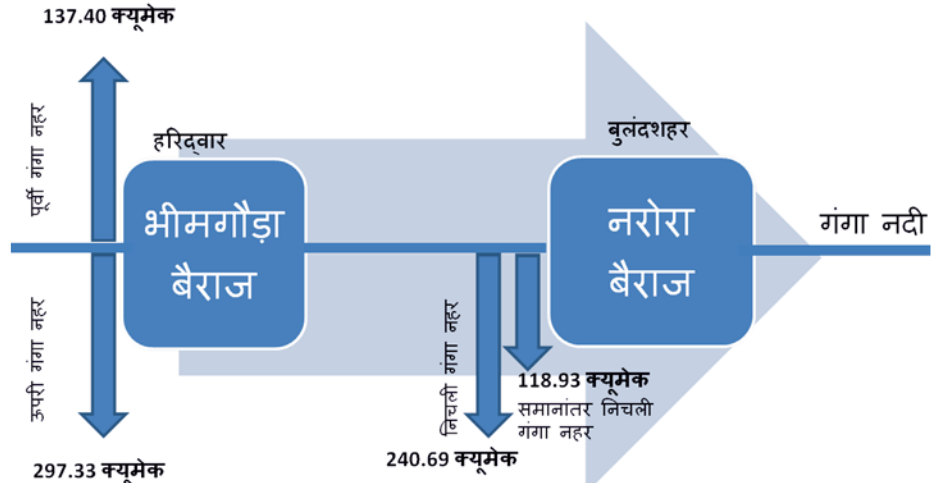 137.40 क्यूमेक
पूर्वी गंगा नहर
हरिद्वार
भीमगौड़ा
बैराज
ऊपरी गंगा नहर
297.33 क्यूमेक
बुलंदशहर
नरोरा
बैराज
गंगा नदी
निचली गंगा नहर
240.69 क्यूमेक
118.93 क्यूमेक
समानांतर निचली
गंगा नहर